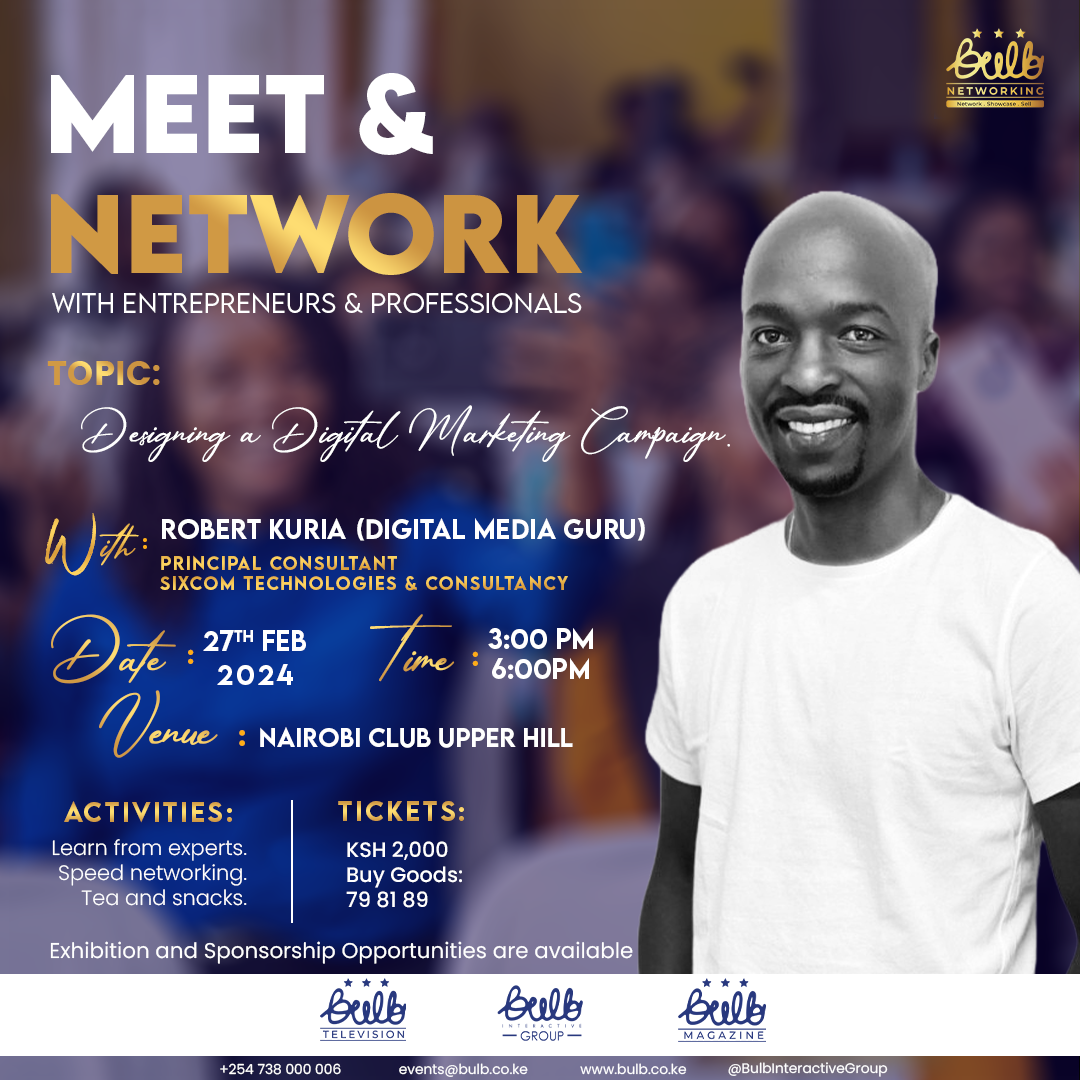 bulb
NETWORKING
Network . Showcase . Sell
MEET &
NETWORK
WITH ENTREPRENEURS & PROFESSIONALS
TOPIC:
Designing a Digital Marketing Campaign.
With : ROBERT KURIA (DIGITAL MEDIA GURU)
PRINCIPAL CONSULTANT
SIXCOM TECHNOLOGIES & CONSULTANCY
Date : 27TH FEB
2024
Time : 3:00 PM
6:00PM
Venue : NAIROBI CLUB UPPER HILL
ACTIVITIES:
Learn from experts.
Speed networking.
Tea and snacks.
TICKETS:
KSH 2,000
Buy Goods:
79 81 89
Exhibition and Sponsorship Opportunities are available
bulb
TELEVISION
bulb
INTERACTIVE
GROUP
bulb
MAGAZINE
+254 738 000 006 events@bulb.co.ke www.bulb.co.ke @BulbInteractiveGroup